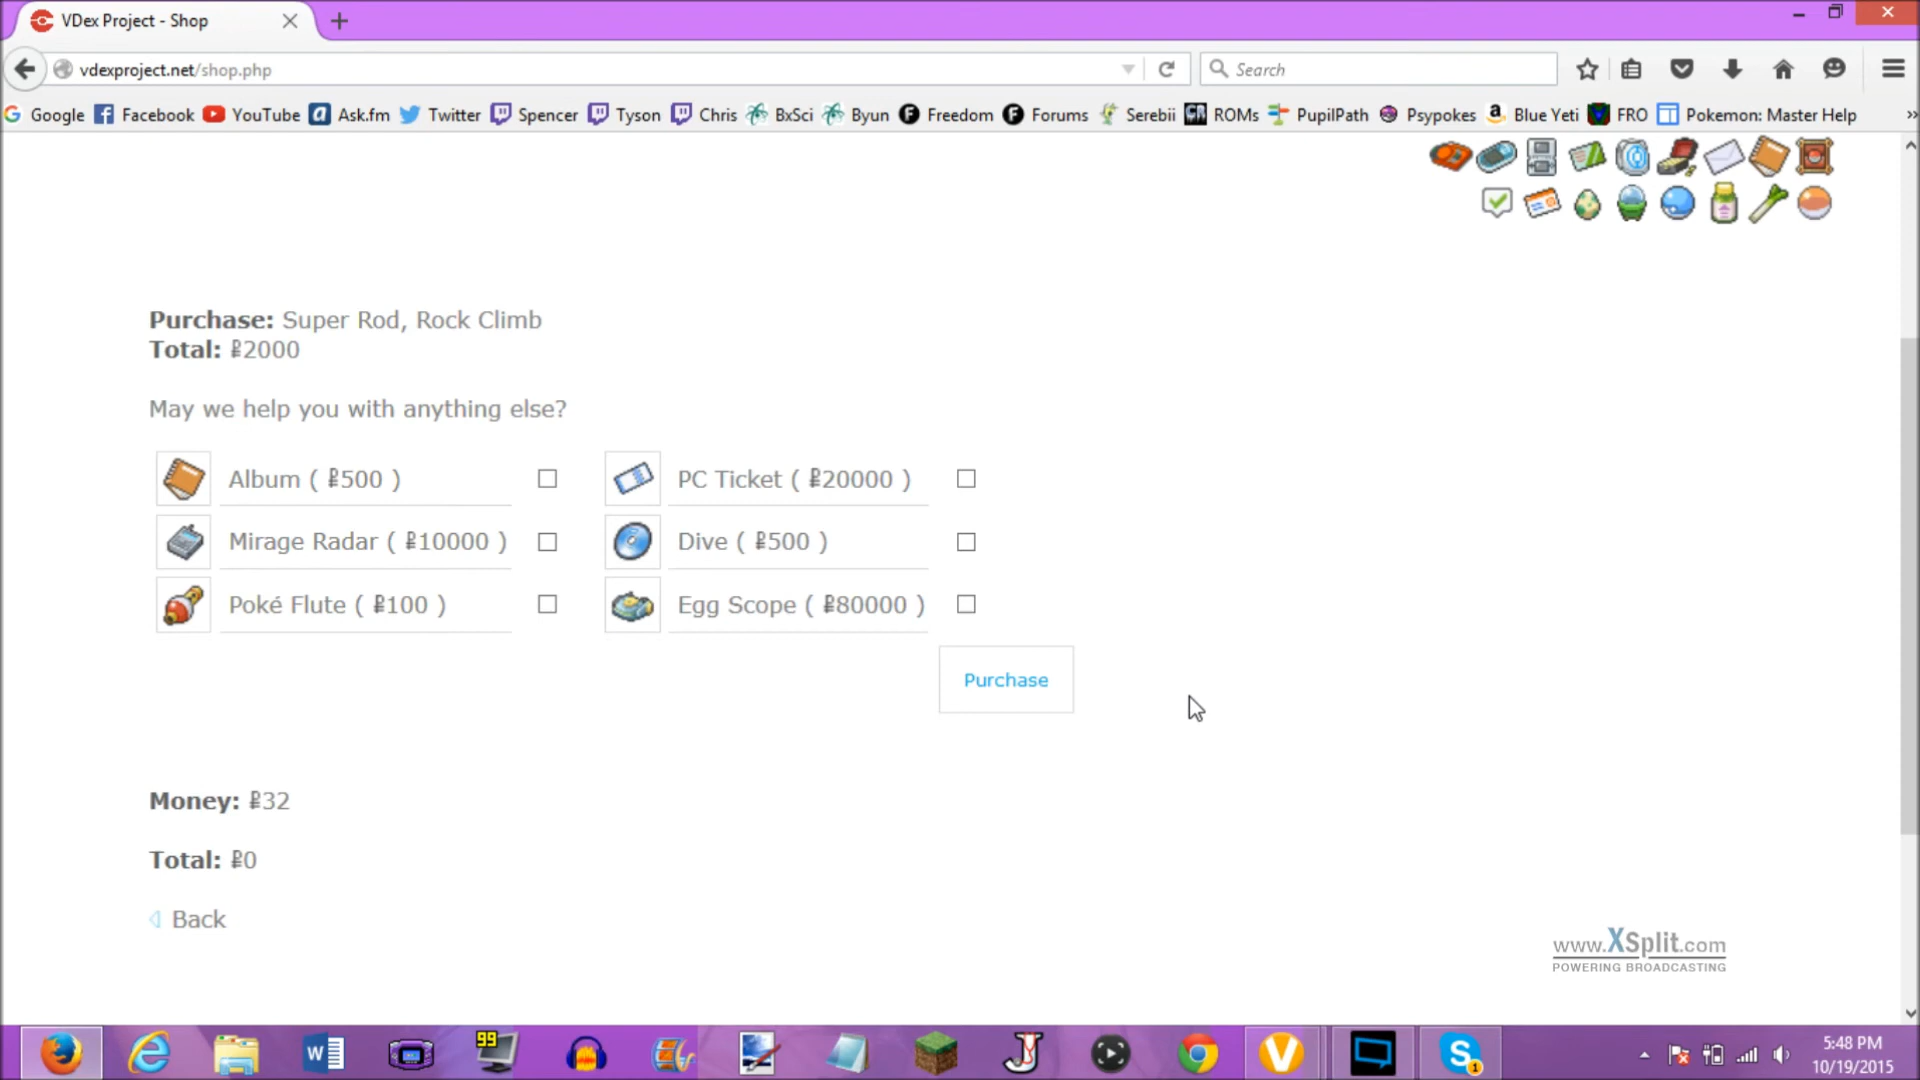 VDex Project - Shop
vdexproject.net/shop.php
Search
Google Facebook YouTube Ask.fm Twitter Spencer Tyson Chris BxSci Byun Freedom Forums Serebii ROMs PupilPath Psypokes Blue Yeti FRO Pokemon: Master Help »
Purchase: Super Rod, Rock Climb
Total: ₽2000
May we help you with anything else?
Album ( ₽500 ) PC Ticket ( ₽20000 )
Mirage Radar ( ₽10000 ) Dive ( ₽500 )
Poké Flute ( ₽100 ) Egg Scope ( ₽80000 )
Purchase
Money: ₽32
Total: ₽0
Back
www.XSplit.com
POWERING BROADCASTING
99
5:48 PM
10/19/2015